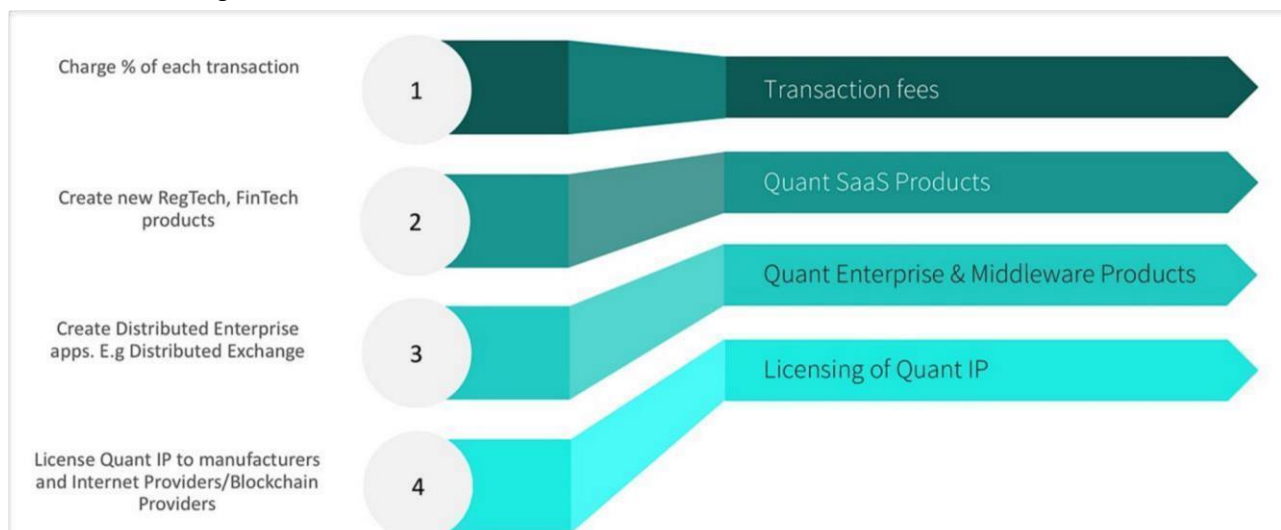 Charge % of each transaction
1
Transaction fees
Create new RegTech, FinTech
products
2
Quant SaaS Products
Create Distributed Enterprise
apps. E.g Distributed Exchange
3
Quant Enterprise & Middleware Products
License Quant IP to manufacturers
and Internet Providers/Blockchain
Providers
4
Licensing of Quant IP